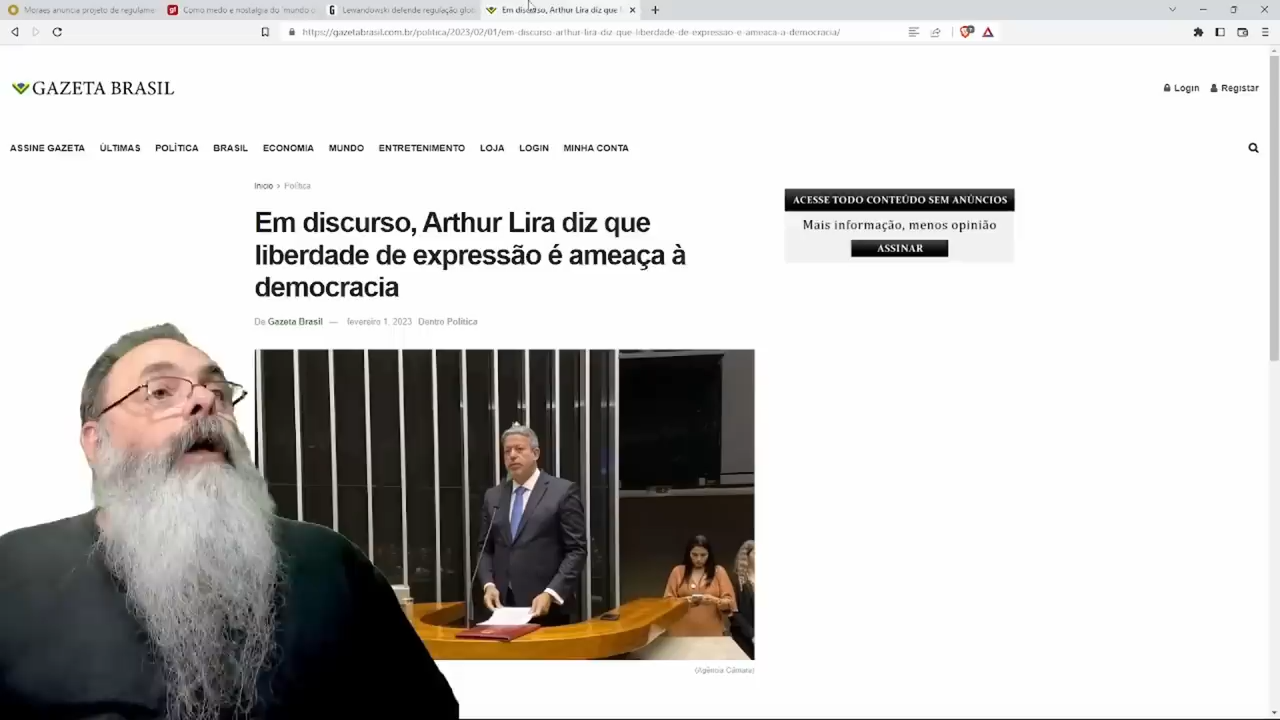 Moraes anuncia projeto de regulamen
Como medo e nostalgia do 'mundo
Lewandowski defende regulação glob
Em discurso, Arthur Lira diz que
https://gazetabrasil.com.br/politica/2023/02/01/em-discurso-arthur-lira-diz-que-liberdade-de-expressao-e-ameaca-a-democracia/
GAZETA BRASIL
Login
Registar
ASSINE GAZETA
ÚLTIMAS
POLÍTICA
BRASIL
ECONOMIA
MUNDO
ENTRETENIMENTO
LOJA
LOGIN
MINHA CONTA
Início > Política
Em discurso, Arthur Lira diz que
liberdade de expressão é ameaça à
democracia
De Gazeta Brasil — fevereiro 1, 2023 Dentro Política
ACESSE TODO CONTEÚDO SEM ANÚNCIOS
Mais informação, menos opinião
ASSINAR
(Agência Câmara)